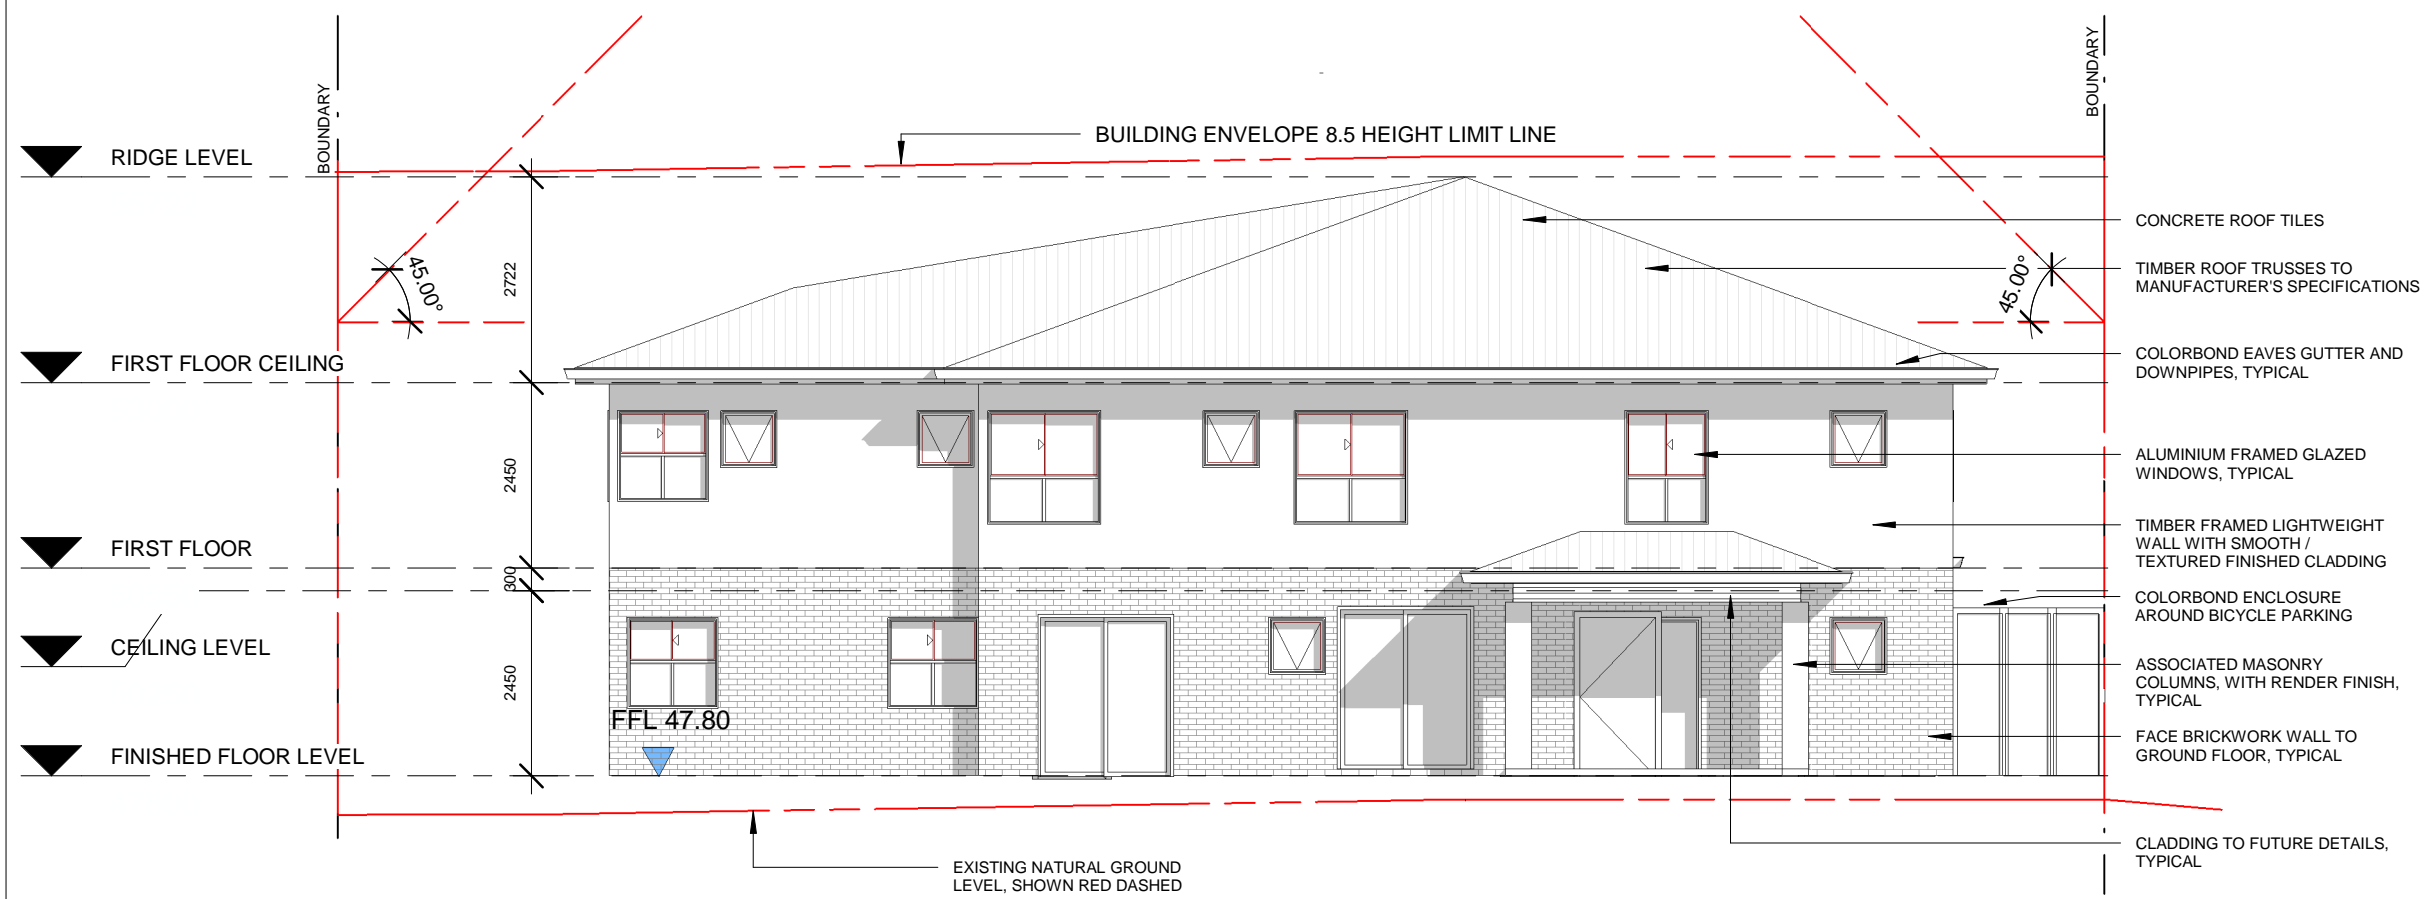 BOUNDARY
BOUNDARY
BUILDING ENVELOPE 8.5 HEIGHT LIMIT LINE
RIDGE LEVEL
FIRST FLOOR CEILING
FIRST FLOOR
CEILING LEVEL
FINISHED FLOOR LEVEL
45.00°
45.00°
2722
2450
300
2450
FFL 47.80
CONCRETE ROOF TILES
TIMBER ROOF TRUSSES TO
MANUFACTURER'S SPECIFICATIONS
COLORBOND EAVES GUTTER AND
DOWNPIPES, TYPICAL
ALUMINIUM FRAMED GLAZED
WINDOWS, TYPICAL
TIMBER FRAMED LIGHTWEIGHT
WALL WITH SMOOTH /
TEXTURED FINISHED CLADDING
COLORBOND ENCLOSURE
AROUND BICYCLE PARKING
ASSOCIATED MASONRY
COLUMNS, WITH RENDER FINISH,
TYPICAL
FACE BRICKWORK WALL TO
GROUND FLOOR, TYPICAL
CLADDING TO FUTURE DETAILS,
TYPICAL
EXISTING NATURAL GROUND
LEVEL, SHOWN RED DASHED